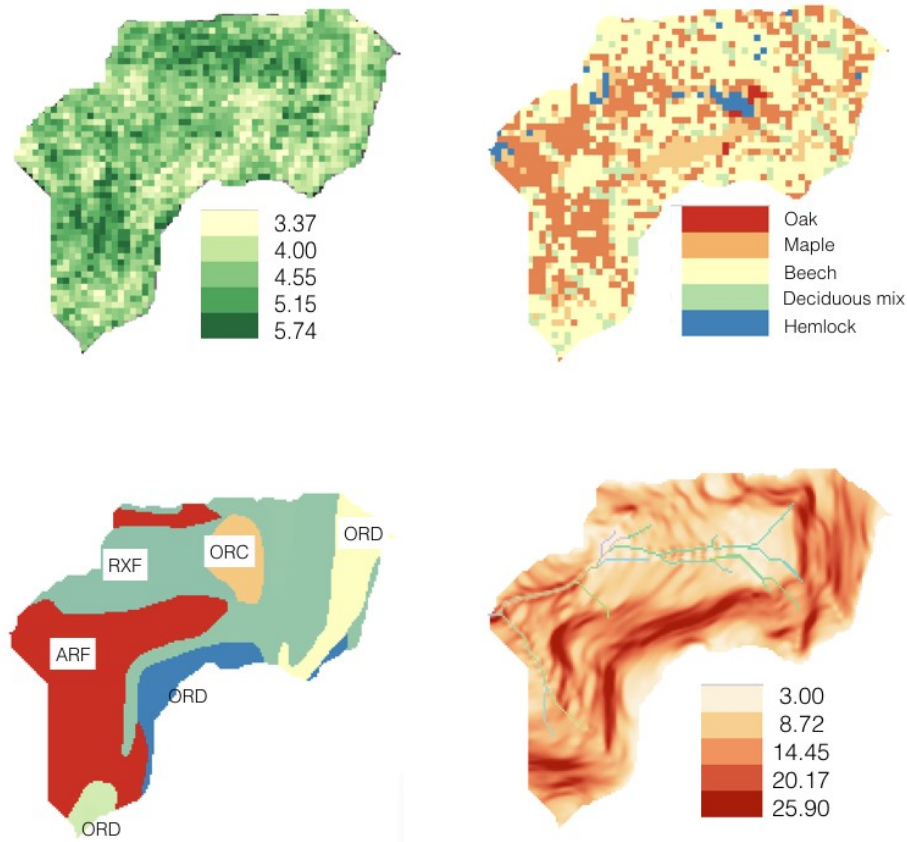 3.37
4.00
4.55
5.15
5.74
Oak
Maple
Beech
Deciduous mix
Hemlock
ORD
ORC
RXF
ARF
ORD
ORD
3.00
8.72
14.45
20.17
25.90